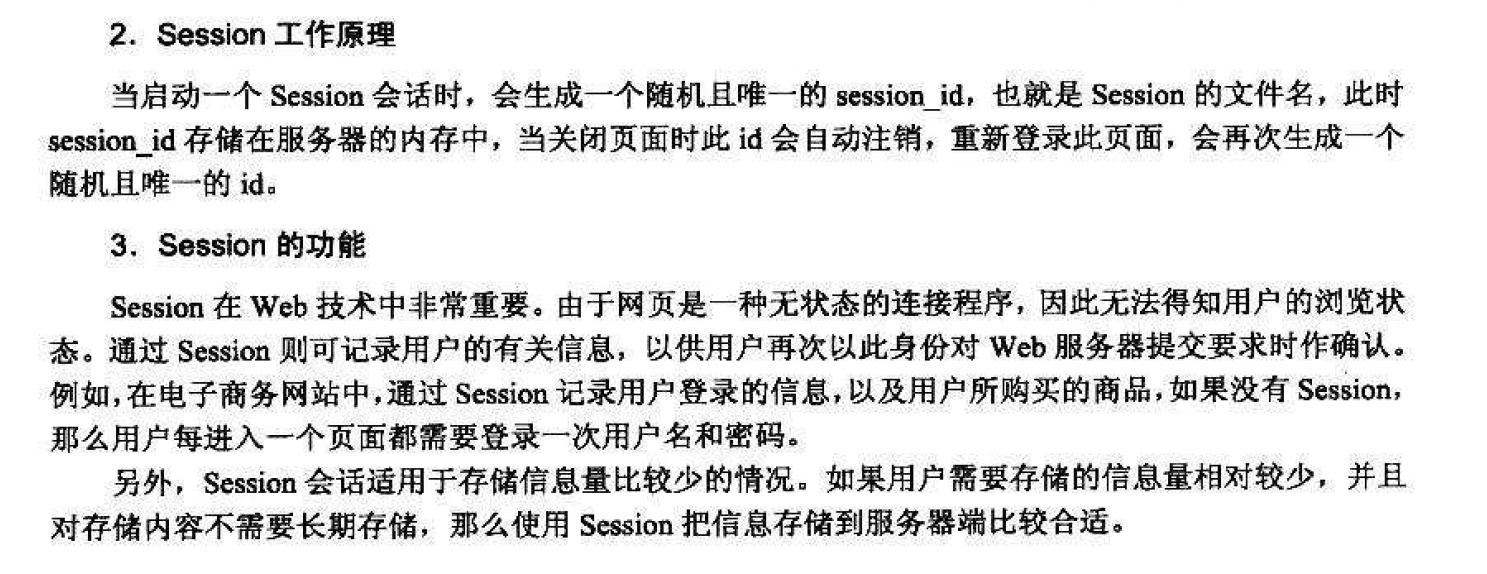 2．Session 工作原理
当启动一个 Session 会话时，会生成一个随机且唯一的 session_id，也就是 Session 的文件名，此时
session_id 存储在服务器的内存中，当关闭页面时此 id 会自动注销，重新登录此页面，会再次生成一个
随机且唯一的 id。
3．Session 的功能
Session 在 Web 技术中非常重要。由于网页是一种无状态的连接程序，因此无法得知用户的浏览状
态。通过 Session 则可记录用户的有关信息，以供用户再次以此身份对 Web 服务器提交要求时作确认。
例如，在电子商务网站中，通过 Session 记录用户登录的信息，以及用户所购买的商品，如果没有 Session，
那么用户每进入一个页面都需要登录一次用户名和密码。
另外，Session 会话适用于存储信息量比较少的情况。如果用户需要存储的信息量相对较少，并且
对存储内容不需要长期存储，那么使用 Session 把信息存储到服务器端比较合适。